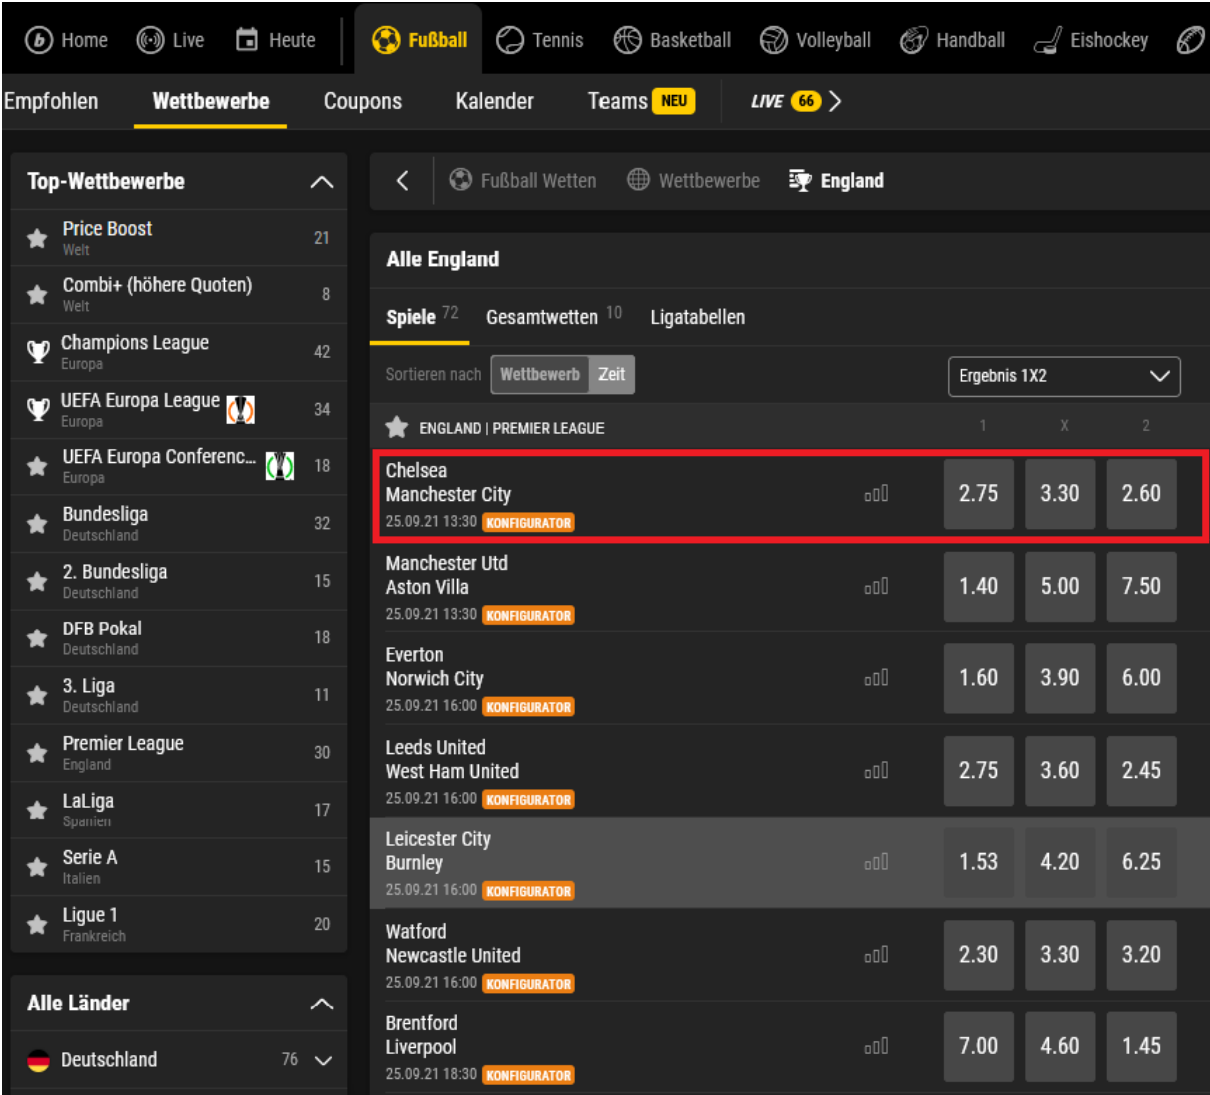 Home Live Heute Fußball Tennis Basketball Volleyball Handball Eishockey
Empfohlen Wettbewerbe Coupons Kalender Teams NEU LIVE 66
Top-Wettbewerbe
Price Boost 21
Welt
Combi+ (höhere Quoten) 8
Welt
Champions League 42
Europa
UEFA Europa League 34
Europa
UEFA Europa Conferenc... 18
Europa
Bundesliga 32
Deutschland
2. Bundesliga 15
Deutschland
DFB Pokal 18
Deutschland
3. Liga 11
Deutschland
Premier League 30
England
LaLiga 17
Spanien
Serie A 15
Italien
Ligue 1 20
Frankreich
Alle Länder
Deutschland 76
Fußball Wetten Wettbewerbe England
Alle England
Spiele 72 Gesamtwetten 10 Ligatabellen
Sortieren nach Wettbewerb Zeit Ergebnis 1X2
ENGLAND | PREMIER LEAGUE 1 X 2
Chelsea
Manchester City 2.75 3.30 2.60
25.09.21 13:30 KONFIGURATOR
Manchester Utd
Aston Villa 1.40 5.00 7.50
25.09.21 13:30 KONFIGURATOR
Everton
Norwich City 1.60 3.90 6.00
25.09.21 16:00 KONFIGURATOR
Leeds United
West Ham United 2.75 3.60 2.45
25.09.21 16:00 KONFIGURATOR
Leicester City
Burnley 1.53 4.20 6.25
25.09.21 16:00 KONFIGURATOR
Watford
Newcastle United 2.30 3.30 3.20
25.09.21 16:00 KONFIGURATOR
Brentford
Liverpool 7.00 4.60 1.45
25.09.21 18:30 KONFIGURATOR